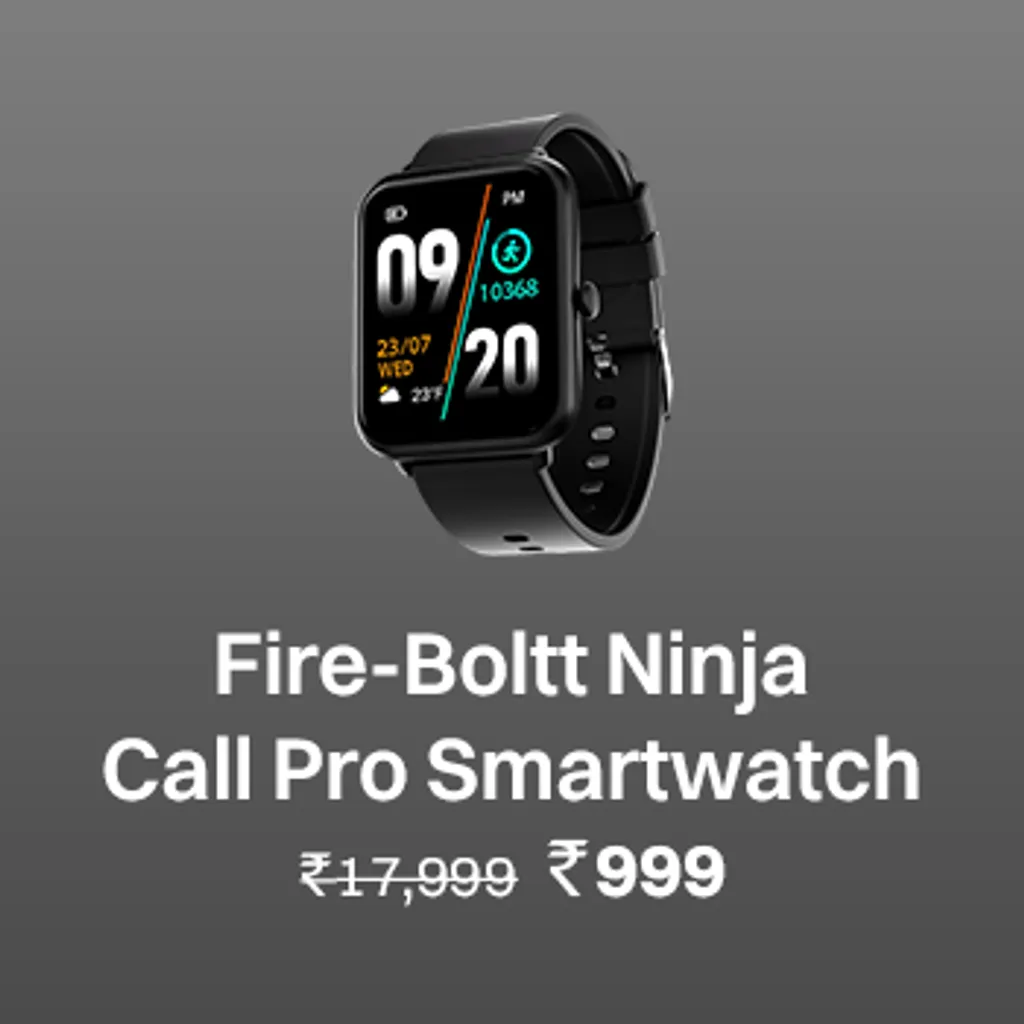 PM
09
10368
23/07
WED
20
23°F
Fire-Boltt Ninja
Call Pro Smartwatch
₹17,999 ₹999